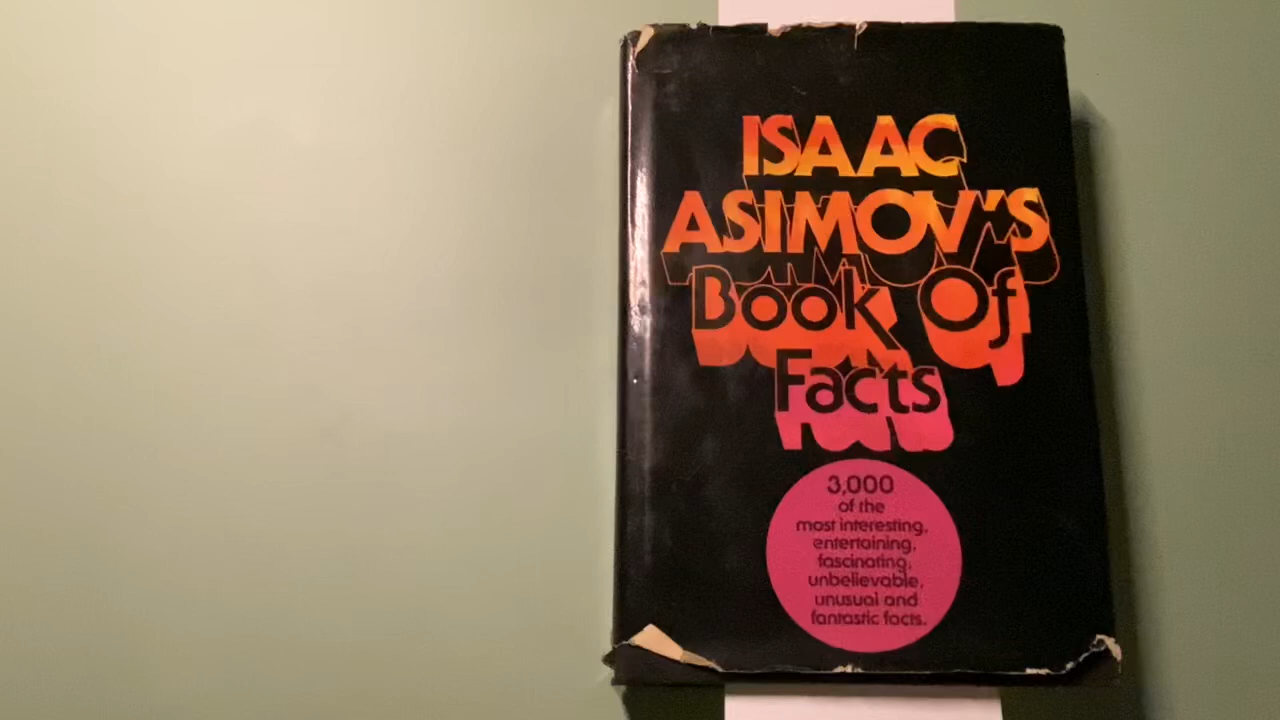 ISAAC
ASIMOV'S
Book Of
Facts
3,000
of the
most interesting,
entertaining,
fascinating,
unbelievable,
unusual and
fantastic facts.